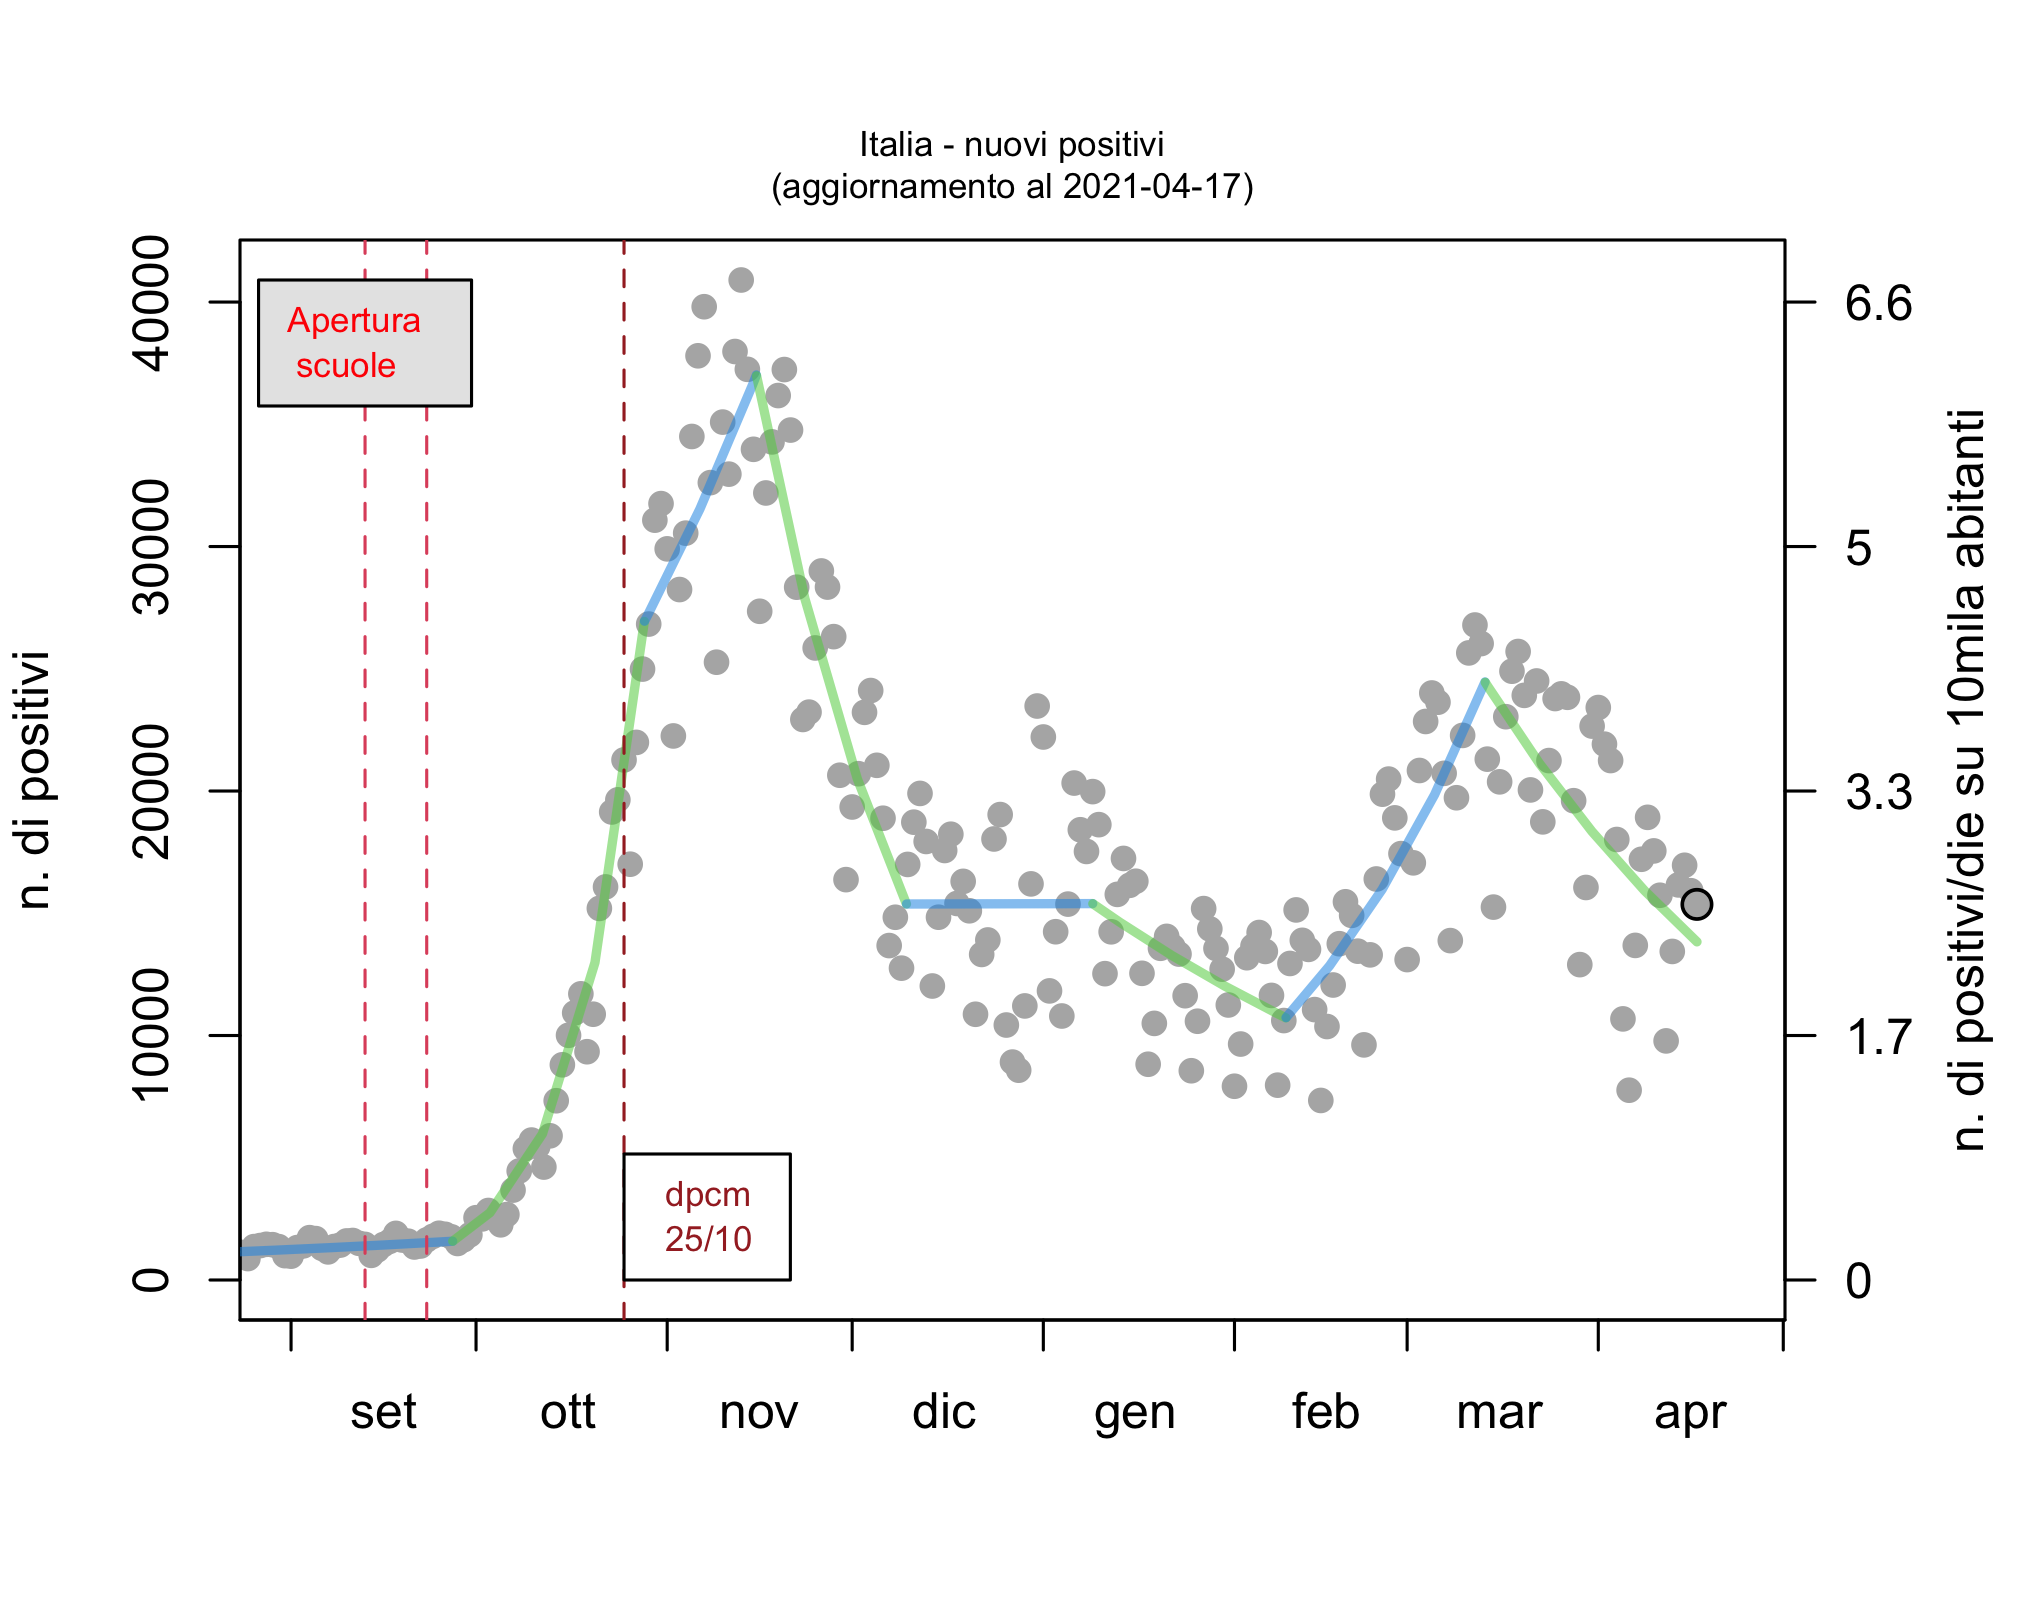 Italia - nuovi positivi
(aggiornamento al 2021-04-17)
n. di positivi
40000
30000
20000
10000
0
Apertura
scuole
dpcm
25/10
6.6
5
3.3
1.7
0
n. di positivi/die su 10mila abitanti
set ott nov dic gen feb mar apr